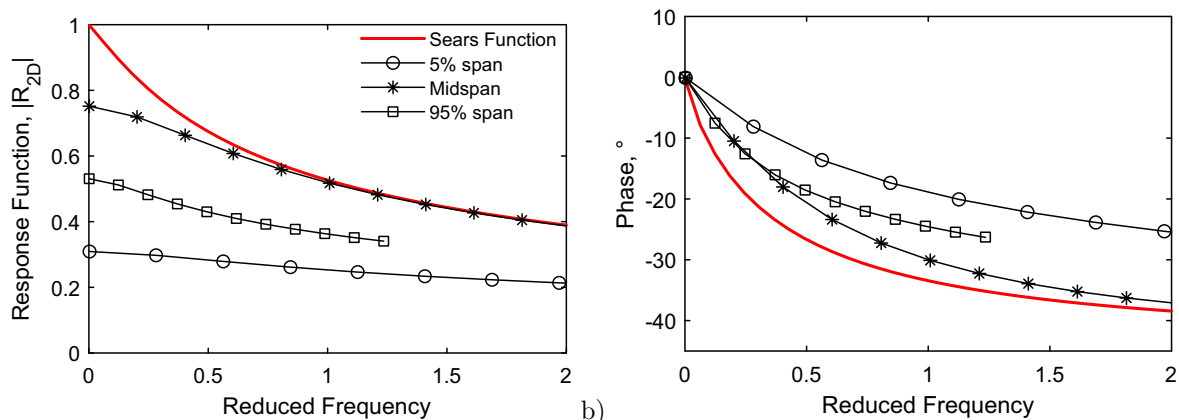 Response Function, |R2D|
1
0.8
0.6
0.4
0.2
0
0 0.5 1 1.5 2
Reduced Frequency
Sears Function
5% span
Midspan
95% span
b)
Phase, °
10
0
-10
-20
-30
-40
0 0.5 1 1.5 2
Reduced Frequency